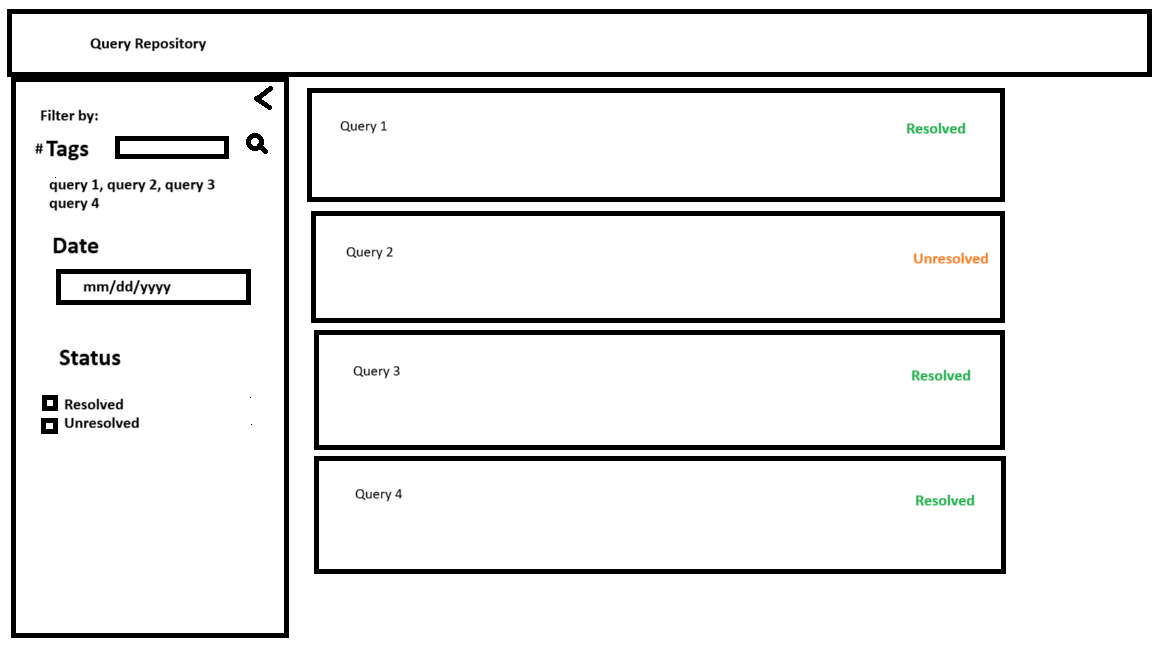 Query Repository
Filter by:
# Tags
query 1, query 2, query 3
query 4
Date
mm/dd/yyyy
Status
Resolved
Unresolved
Query 1 Resolved
Query 2 Unresolved
Query 3 Resolved
Query 4 Resolved